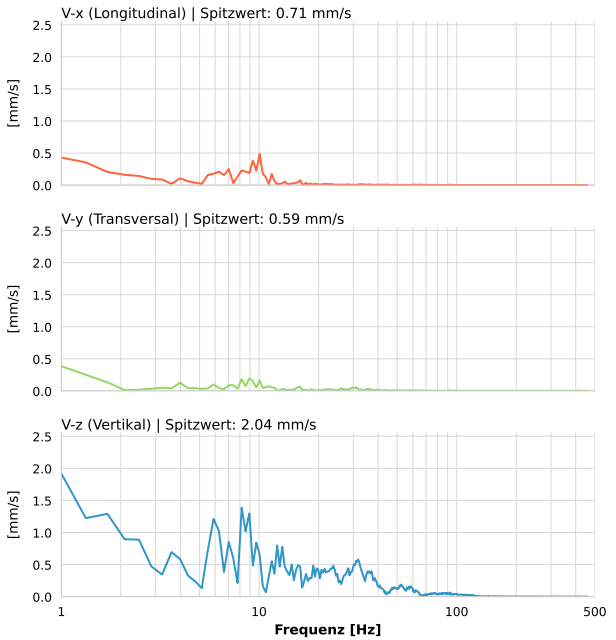 V-x (Longitudinal) | Spitzwert: 0.71 mm/s
2.5
2.0
1.5
1.0
0.5
0.0
[mm/s]
V-y (Transversal) | Spitzwert: 0.59 mm/s
2.5
2.0
1.5
1.0
0.5
0.0
[mm/s]
V-z (Vertikal) | Spitzwert: 2.04 mm/s
2.5
2.0
1.5
1.0
0.5
0.0
[mm/s]
1 10 100 500
Frequenz [Hz]